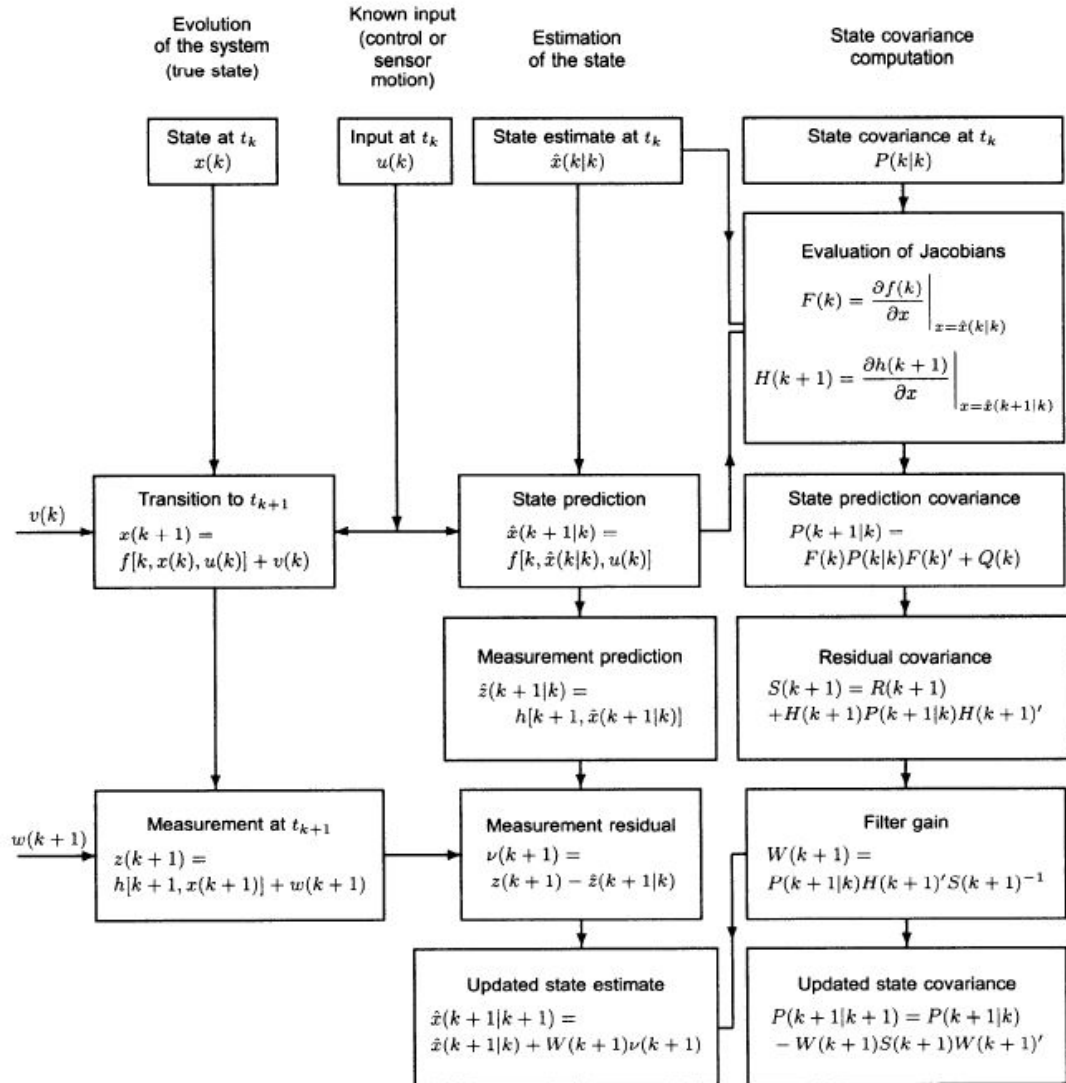 Evolution
of the system
(true state)
Known input
(control or
sensor
motion)
Estimation
of the state
State covariance
computation
State at t_k
x(k)
Input at t_k
u(k)
State estimate at t_k
x̂(k|k)
State covariance at t_k
P(k|k)
Evaluation of Jacobians
F(k) = ∂f(k)/∂x |_{x=x̂(k|k)}
H(k + 1) = ∂h(k + 1)/∂x |_{x=x̂(k+1|k)}
v(k)
Transition to t_{k+1}
x(k + 1) =
f[k, x(k), u(k)] + v(k)
State prediction
x̂(k + 1|k) =
f[k, x̂(k|k), u(k)]
State prediction covariance
P(k + 1|k) −
F(k)P(k|k)F(k)′ + Q(k)
Measurement prediction
ẑ(k + 1|k) =
h[k + 1, x̂(k + 1|k)]
Residual covariance
S(k + 1) = R(k + 1)
+H(k + 1)P(k + 1|k)H(k + 1)′
w(k + 1)
Measurement at t_{k+1}
z(k + 1) =
h[k + 1, x(k + 1)] + w(k + 1)
Measurement residual
ν(k + 1) =
z(k + 1) − ẑ(k + 1|k)
Filter gain
W(k + 1) =
P(k + 1|k)H(k + 1)′S(k + 1)^{−1}
Updated state estimate
x̂(k + 1|k + 1) =
x̂(k + 1|k) + W(k + 1)ν(k + 1)
Updated state covariance
P(k + 1|k + 1) = P(k + 1|k)
−W(k + 1)S(k + 1)W(k + 1)′